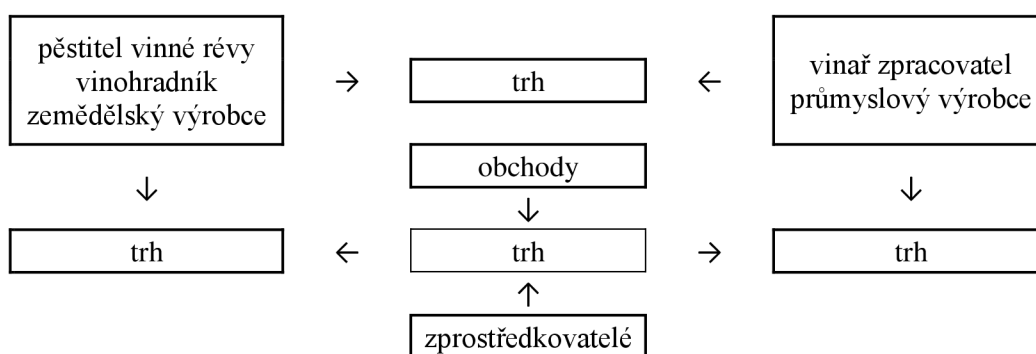 pěstitel vinné révy
vinohradník
zemědělský výrobce
→
trh
←
vinař zpracovatel
průmyslový výrobce
obchody
↓
↓
↓
trh
←
trh
→
trh
↑
zprostředkovatelé